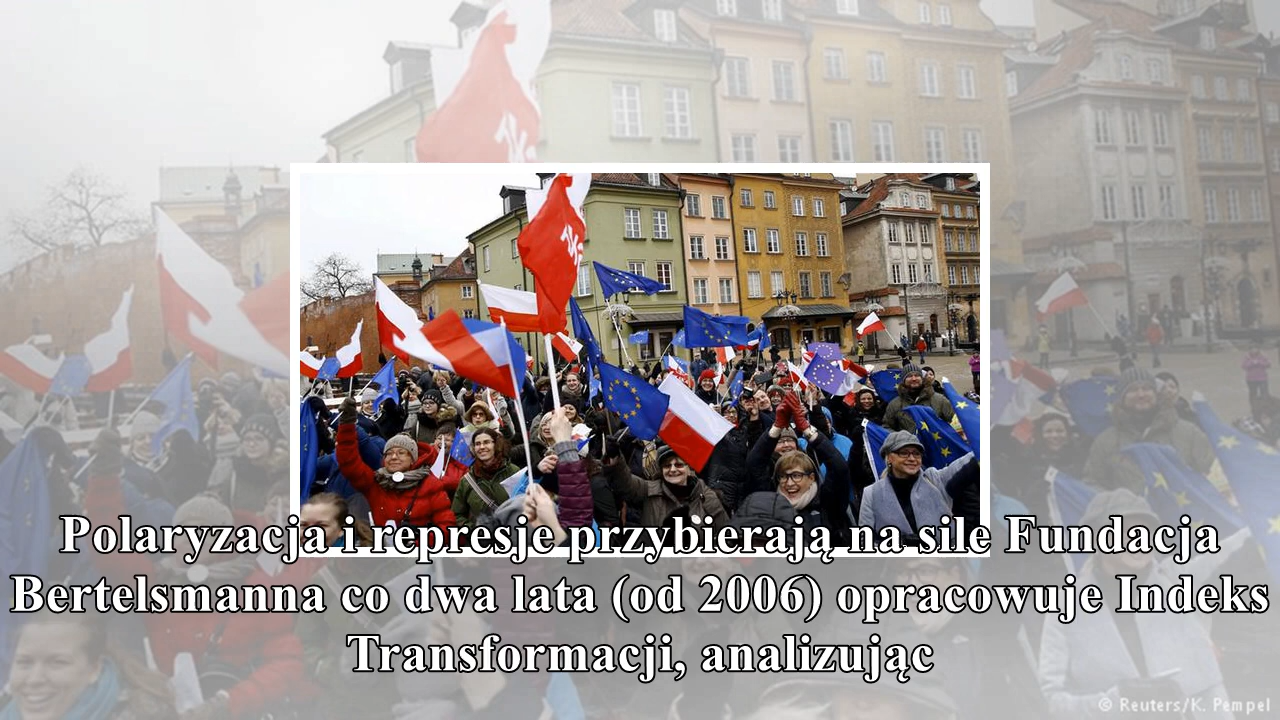 Polaryzacja i represje przybierają na sile Fundacja
Bertelsmanna co dwa lata (od 2006) opracowuje Indeks
Transformacji, analizując
© Reuters/K. Pempel